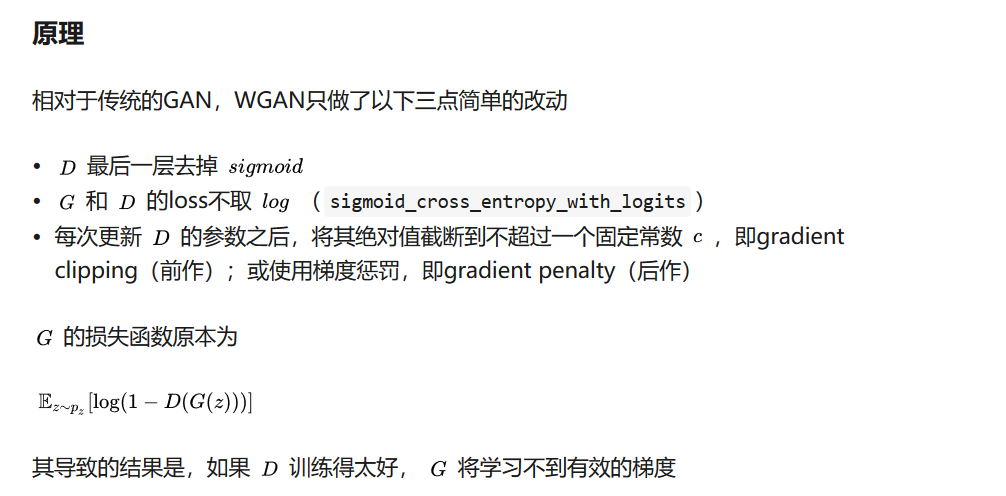 原理
相对于传统的GAN，WGAN只做了以下三点简单的改动
• D 最后一层去掉 sigmoid
• G 和 D 的loss不取 log （sigmoid_cross_entropy_with_logits）
• 每次更新 D 的参数之后，将其绝对值截断到不超过一个固定常数 c ，即gradient
clipping（前作）；或使用梯度惩罚，即gradient penalty（后作）
G 的损失函数原本为
𝔼_{z∼p_z}[log(1 − D(G(z)))]
其导致的结果是，如果 D 训练得太好， G 将学习不到有效的梯度